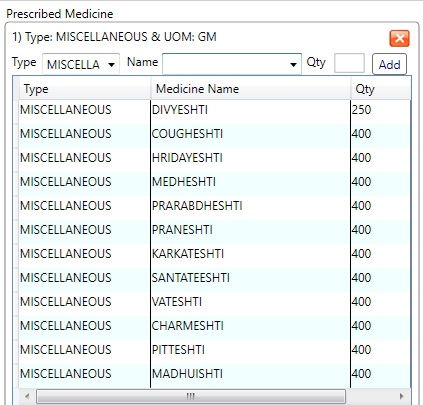 Prescribed Medicine
1) Type: MISCELLANEOUS & UOM: GM
Type MISCELLA Name Qty Add
Type Medicine Name Qty
MISCELLANEOUS DIVYESHTI 250
MISCELLANEOUS COUGHESHTI 400
MISCELLANEOUS HRIDAYESHTI 400
MISCELLANEOUS MEDHESHTI 400
MISCELLANEOUS PRARABDHESHTI 400
MISCELLANEOUS PRANESHTI 400
MISCELLANEOUS KARKATESHTI 400
MISCELLANEOUS SANTATEESHTI 400
MISCELLANEOUS VATESHTI 400
MISCELLANEOUS CHARMESHTI 400
MISCELLANEOUS PITTESHTI 400
MISCELLANEOUS MADHUISHTI 400